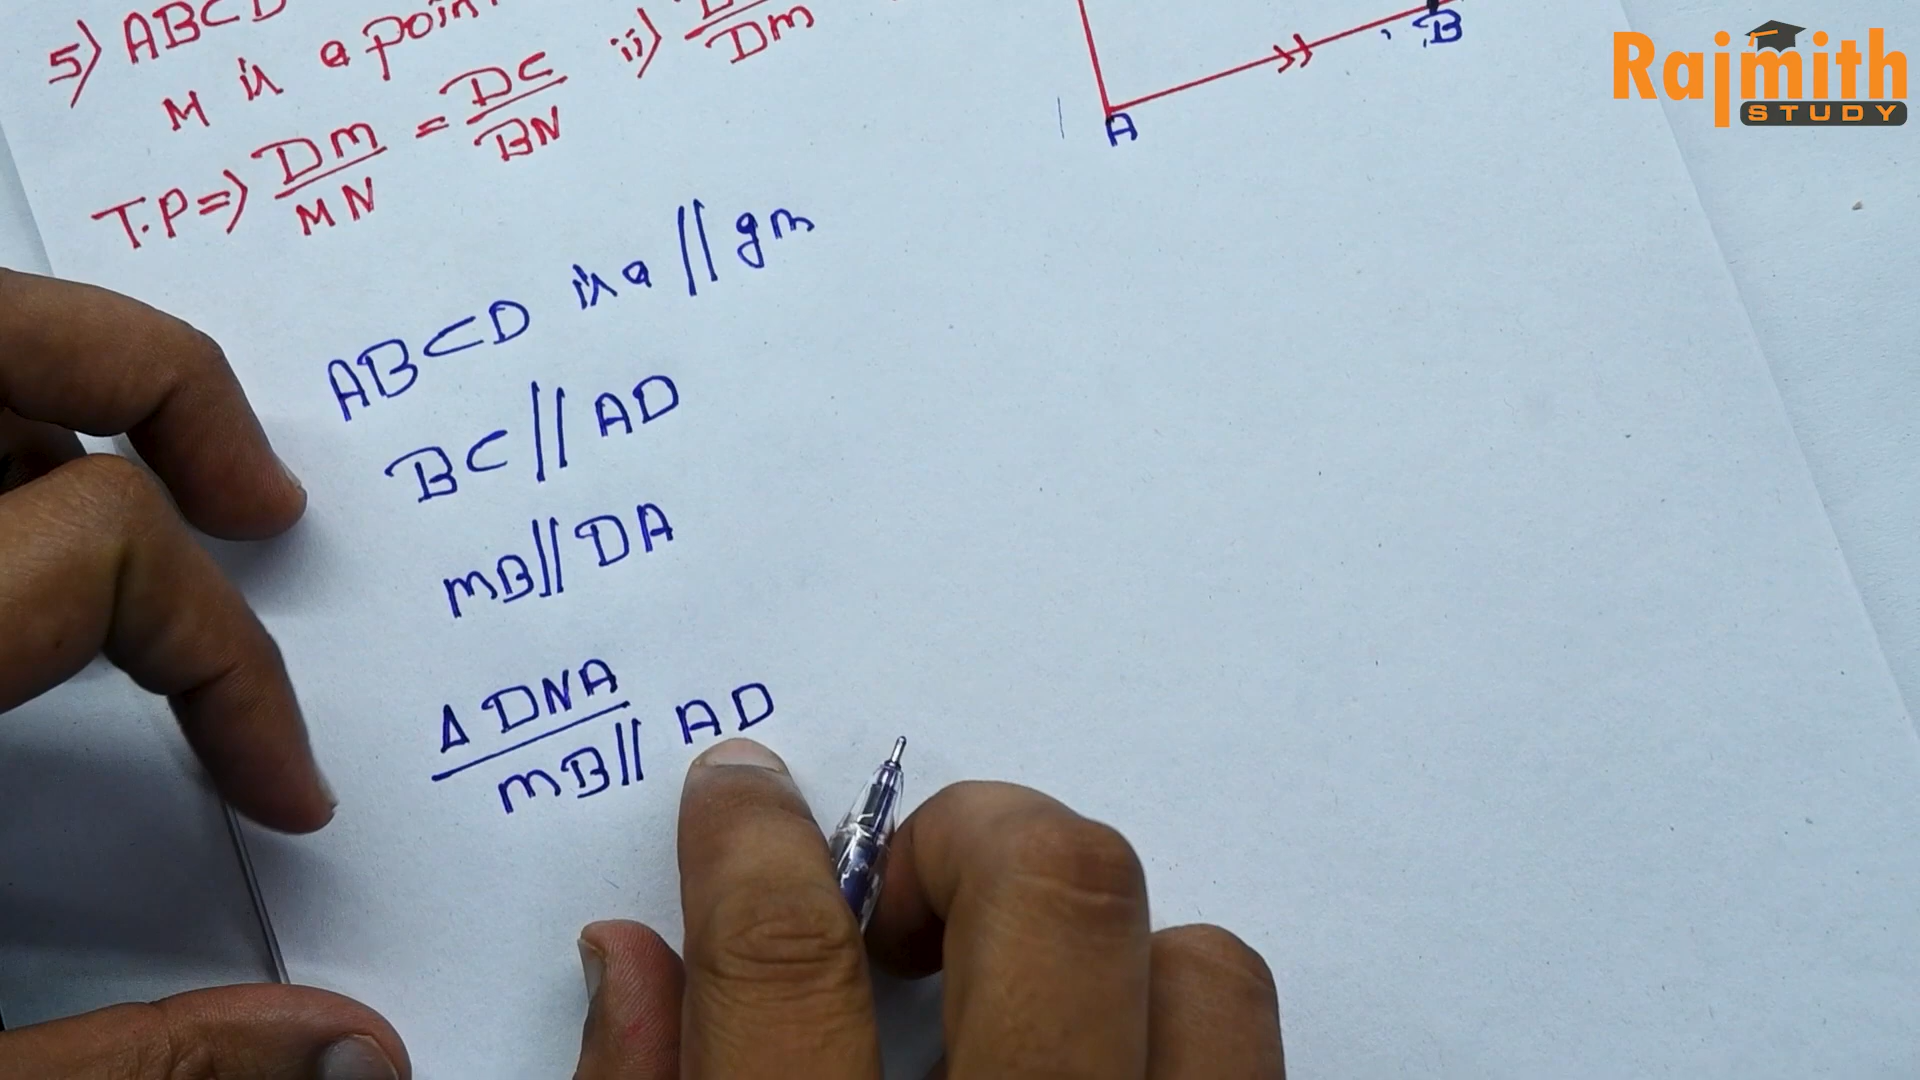 5) ABCD
M is a point
T.P=) DM/MN = DC/BN ii) /Dm
ABCD is a ||gm
BC || AD
mB || DA
Δ DNA
mB || AD
A
B
Rajmith
STUDY